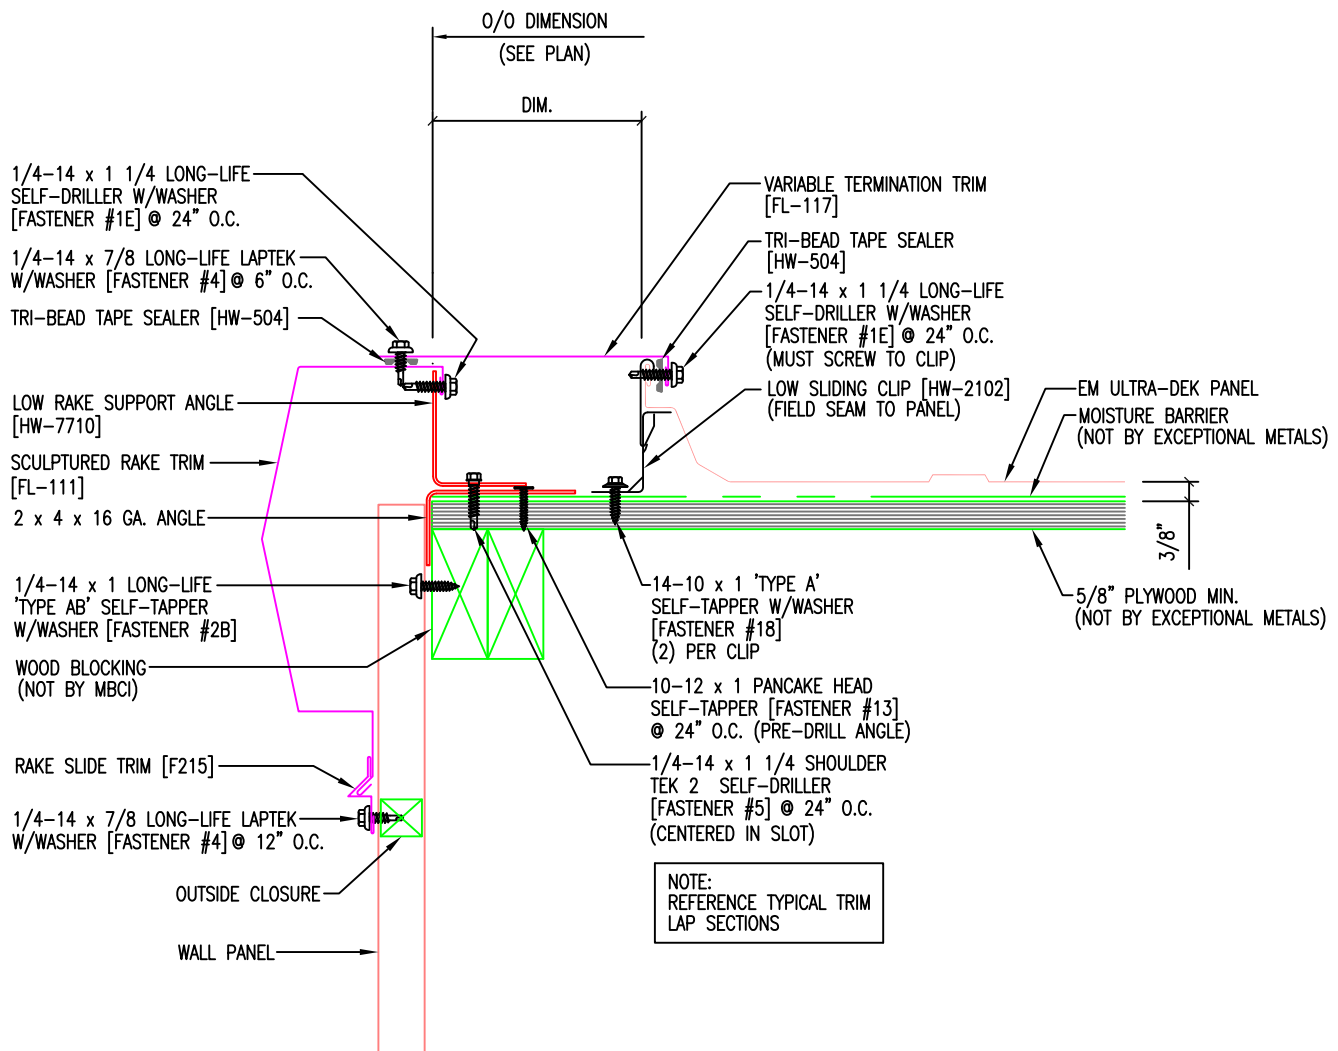 O/O DIMENSION
(SEE PLAN)
DIM.
1/4-14 x 1 1/4 LONG-LIFE
SELF-DRILLER W/WASHER
[FASTENER #1E] @ 24" O.C.
1/4-14 x 7/8 LONG-LIFE LAPTEK
W/WASHER [FASTENER #4] @ 6" O.C.
TRI-BEAD TAPE SEALER [HW-504]
LOW RAKE SUPPORT ANGLE
[HW-7710]
SCULPTURED RAKE TRIM
[FL-111]
2 x 4 x 16 GA. ANGLE
1/4-14 x 1 LONG-LIFE
'TYPE AB' SELF-TAPPER
W/WASHER [FASTENER #2B]
WOOD BLOCKING
(NOT BY MBCI)
RAKE SLIDE TRIM [F215]
1/4-14 x 7/8 LONG-LIFE LAPTEK
W/WASHER [FASTENER #4] @ 12" O.C.
OUTSIDE CLOSURE
WALL PANEL
VARIABLE TERMINATION TRIM
[FL-117]
TRI-BEAD TAPE SEALER
[HW-504]
1/4-14 x 1 1/4 LONG-LIFE
SELF-DRILLER W/WASHER
[FASTENER #1E] @ 24" O.C.
(MUST SCREW TO CLIP)
LOW SLIDING CLIP [HW-2102]
(FIELD SEAM TO PANEL)
EM ULTRA-DEK PANEL
MOISTURE BARRIER
(NOT BY EXCEPTIONAL METALS)
3/8"
5/8" PLYWOOD MIN.
(NOT BY EXCEPTIONAL METALS)
14-10 x 1 'TYPE A'
SELF-TAPPER W/WASHER
[FASTENER #18]
(2) PER CLIP
10-12 x 1 PANCAKE HEAD
SELF-TAPPER [FASTENER #13]
@ 24" O.C. (PRE-DRILL ANGLE)
1/4-14 x 1 1/4 SHOULDER
TEK 2 SELF-DRILLER
[FASTENER #5] @ 24" O.C.
(CENTERED IN SLOT)
NOTE:
REFERENCE TYPICAL TRIM
LAP SECTIONS